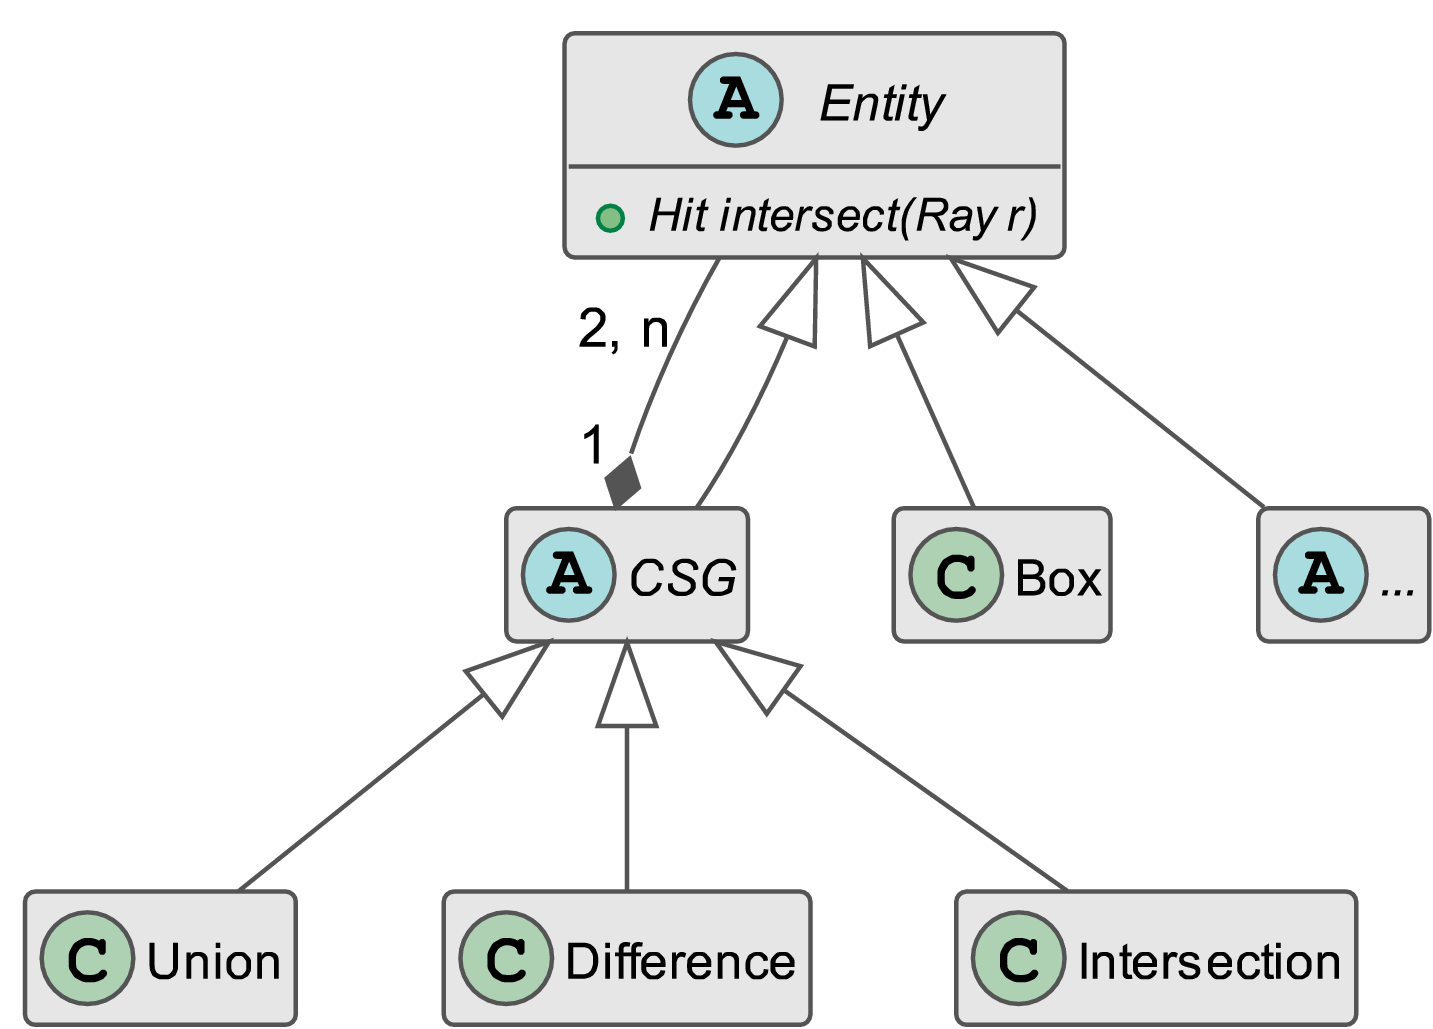 A Entity
Hit intersect(Ray r)
2, n
1
A CSG
C Box
A ...
C Union
C Difference
C Intersection